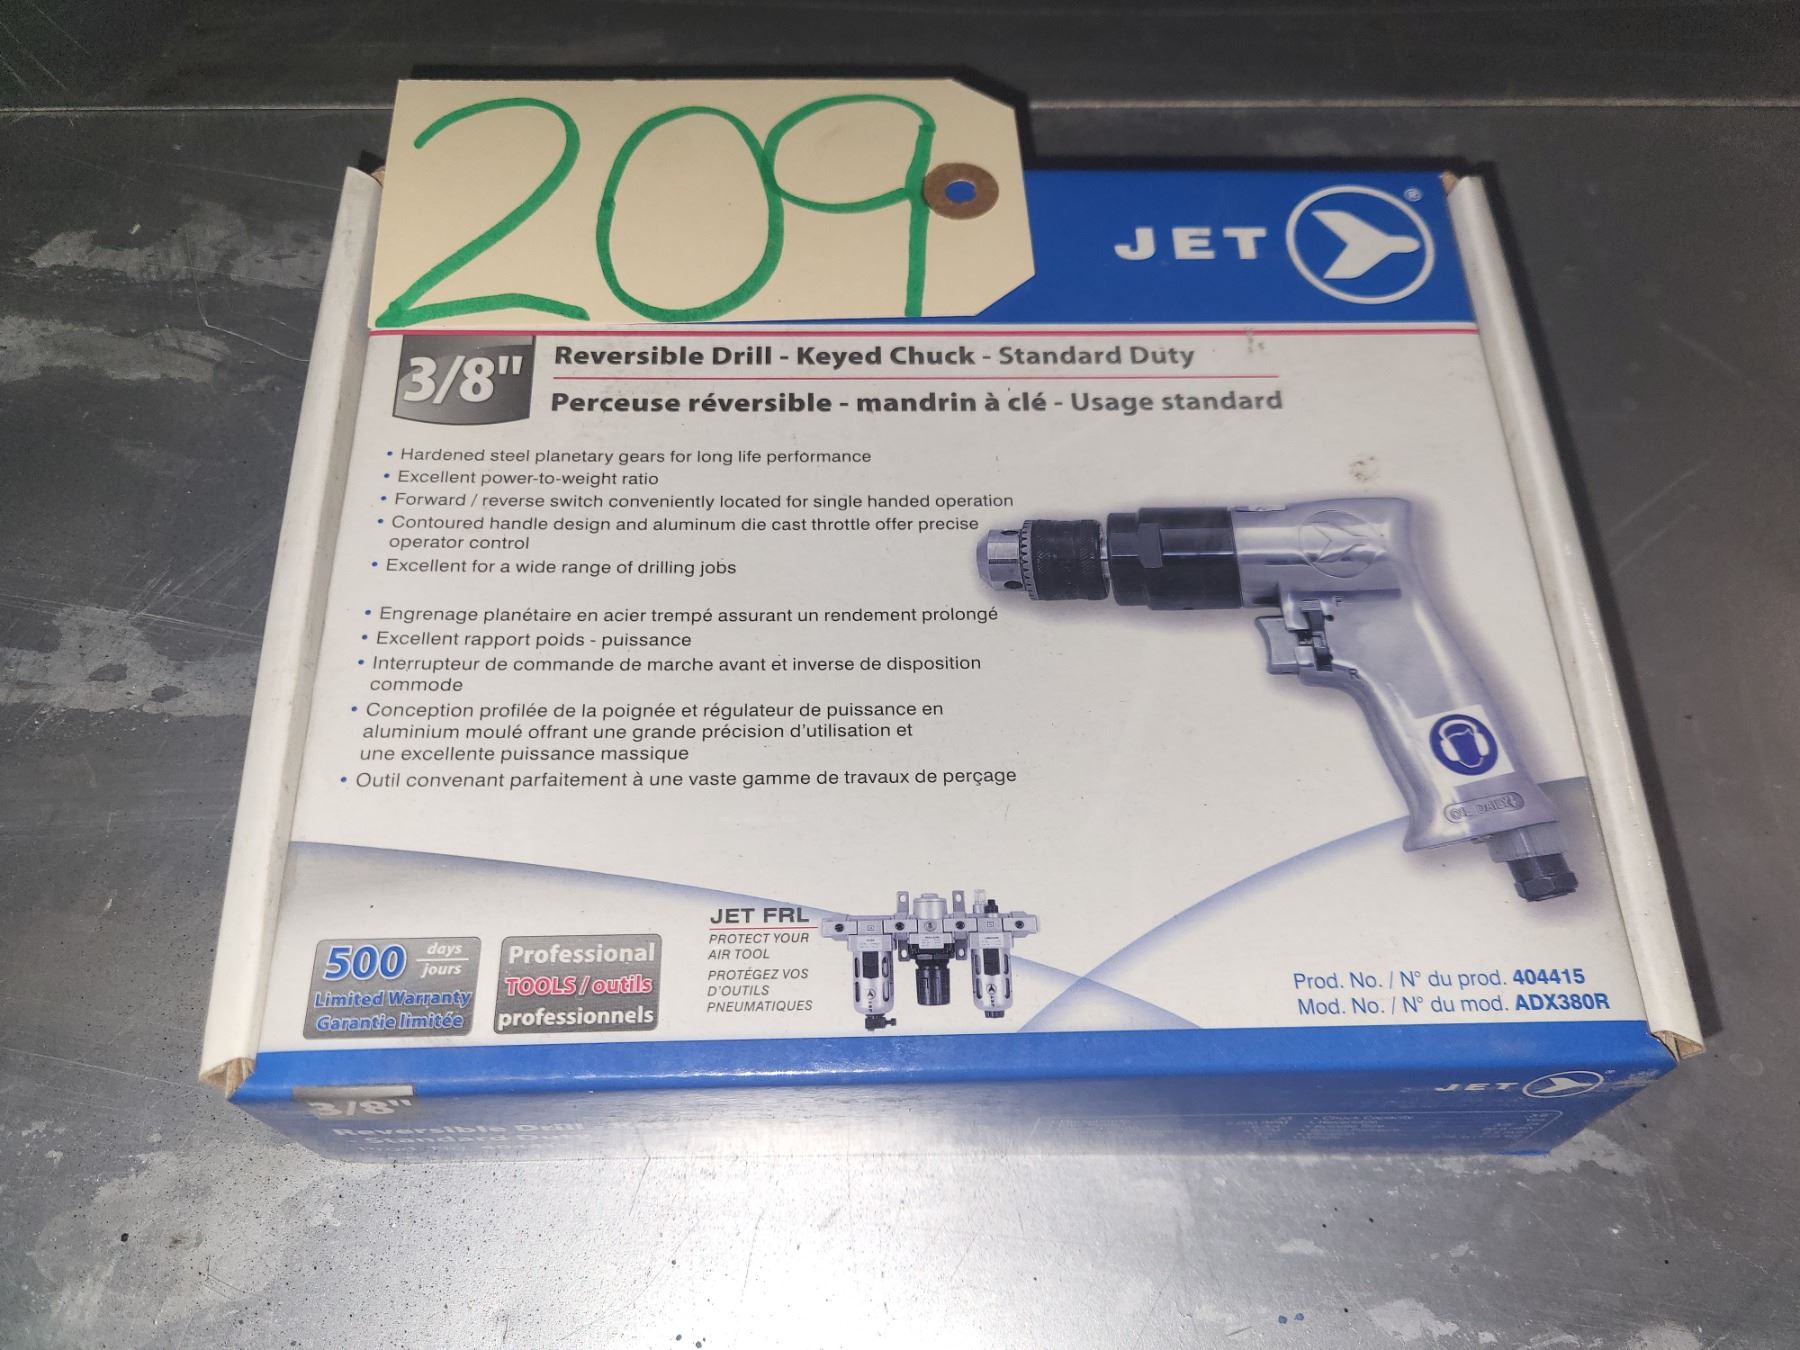 209
JET
®
3/8"
Reversible Drill - Keyed Chuck - Standard Duty
Perceuse réversible - mandrin à clé - Usage standard
• Hardened steel planetary gears for long life performance
• Excellent power-to-weight ratio
• Forward / reverse switch conveniently located for single handed operation
• Contoured handle design and aluminum die cast throttle offer precise
operator control
• Excellent for a wide range of drilling jobs
• Engrenage planétaire en acier trempé assurant un rendement prolongé
• Excellent rapport poids - puissance
• Interrupteur de commande de marche avant et inverse de disposition
commode
• Conception profilée de la poignée et régulateur de puissance en
aluminium moulé offrant une grande précision d'utilisation et
une excellente puissance massique
• Outil convenant parfaitement à une vaste gamme de travaux de perçage
OIL DAILY
500 days
jours
Limited Warranty
Garantie limitée
Professional
TOOLS / outils
professionnels
JET FRL
PROTECT YOUR
AIR TOOL
PROTÉGEZ VOS
D'OUTILS
PNEUMATIQUES
Prod. No. / N° du prod. 404415
Mod. No. / N° du mod. ADX380R
3/8"
Reversible Drill
Standard Duty
JET